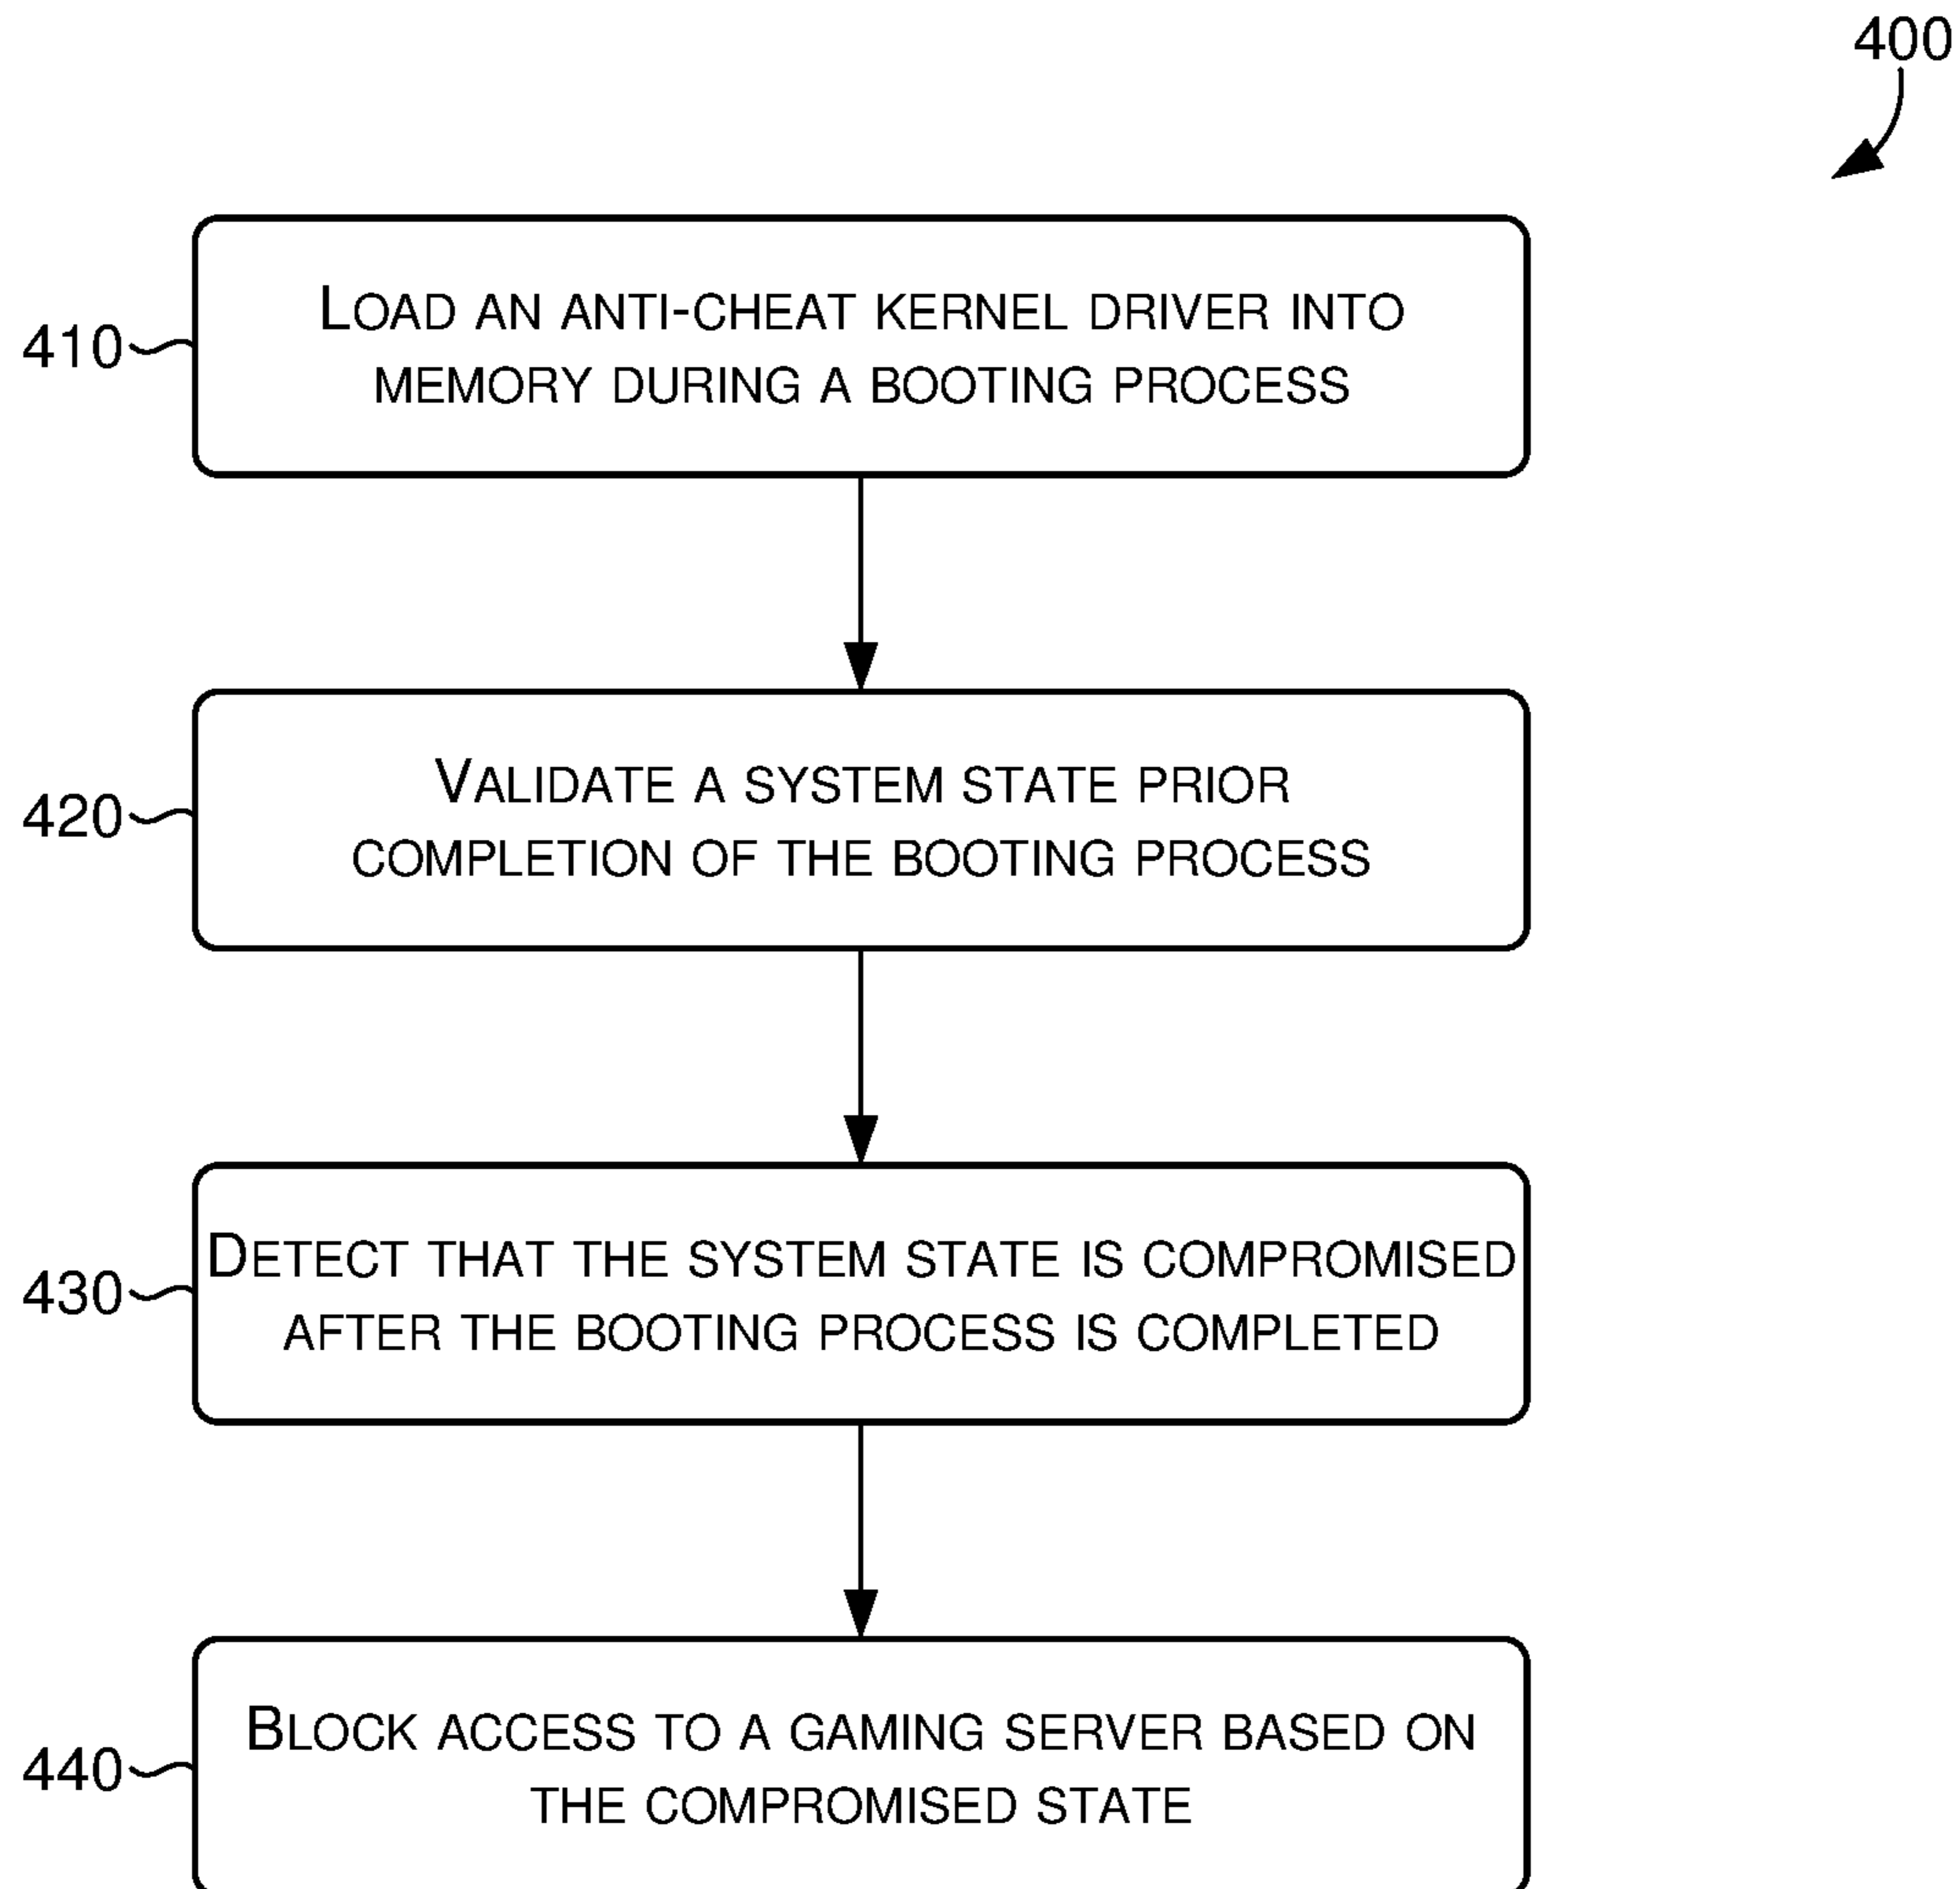 400
410
LOAD AN ANTI-CHEAT KERNEL DRIVER INTO
MEMORY DURING A BOOTING PROCESS
420
VALIDATE A SYSTEM STATE PRIOR
COMPLETION OF THE BOOTING PROCESS
430
DETECT THAT THE SYSTEM STATE IS COMPROMISED
AFTER THE BOOTING PROCESS IS COMPLETED
440
BLOCK ACCESS TO A GAMING SERVER BASED ON
THE COMPROMISED STATE